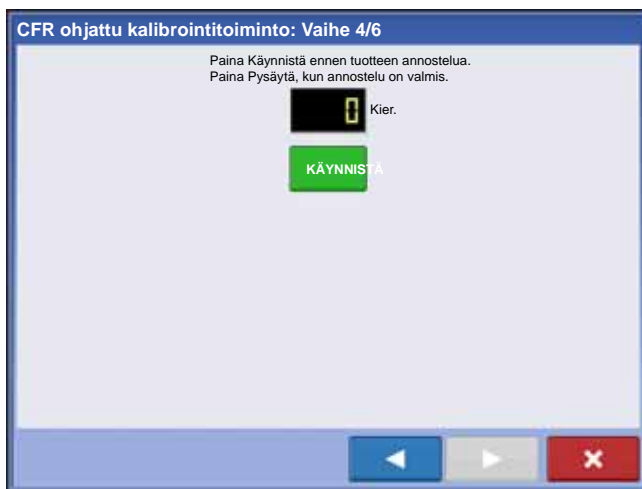 CFR ohjattu kalibrointitoiminto: Vaihe 4/6
Paina Käynnistä ennen tuotteen annostelua.
Paina Pysäytä, kun annostelu on valmis.
0 Kier.
KÄYNNISTÄ